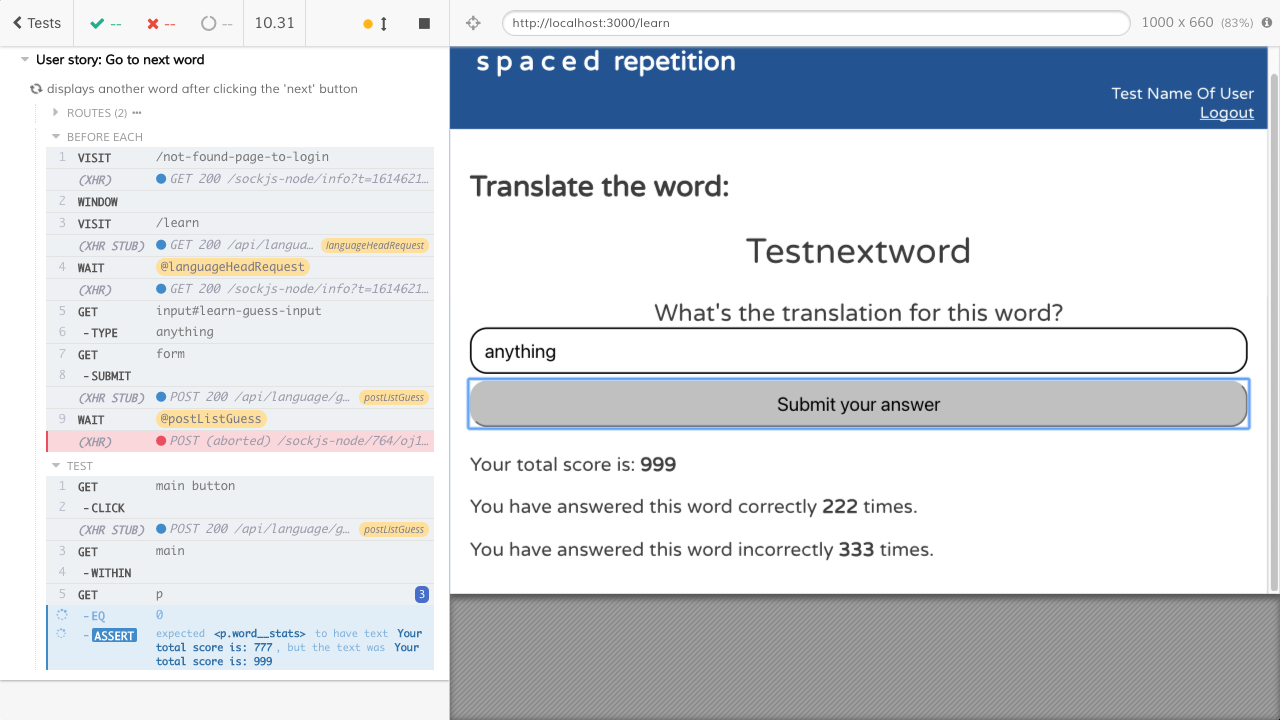 Tests
--
--
--
10.31
http://localhost:3000/learn
1000 x 660 (83%)
User story: Go to next word
displays another word after clicking the 'next' button
ROUTES (2)
BEFORE EACH
1 VISIT /not-found-page-to-login
(XHR) GET 200 /sockjs-node/info?t=1614621...
2 WINDOW
3 VISIT /learn
(XHR STUB) GET 200 /api/langua... languageHeadRequest
4 WAIT @languageHeadRequest
(XHR) GET 200 /sockjs-node/info?t=1614621...
5 GET input#learn-guess-input
6 -TYPE anything
7 GET form
8 -SUBMIT
(XHR STUB) POST 200 /api/language/g... postListGuess
9 WAIT @postListGuess
(XHR) POST (aborted) /sockjs-node/764/oj1...
TEST
1 GET main button
2 -CLICK
(XHR STUB) POST 200 /api/language/g... postListGuess
3 GET main
4 -WITHIN
5 GET p 3
-EQ 0
-ASSERT expected <p.word__stats> to have text Your
total score is: 777, but the text was Your
total score is: 999
spaced repetition
Test Name Of User
Logout
Translate the word:
Testnextword
What's the translation for this word?
anything
Submit your answer
Your total score is: 999
You have answered this word correctly 222 times.
You have answered this word incorrectly 333 times.